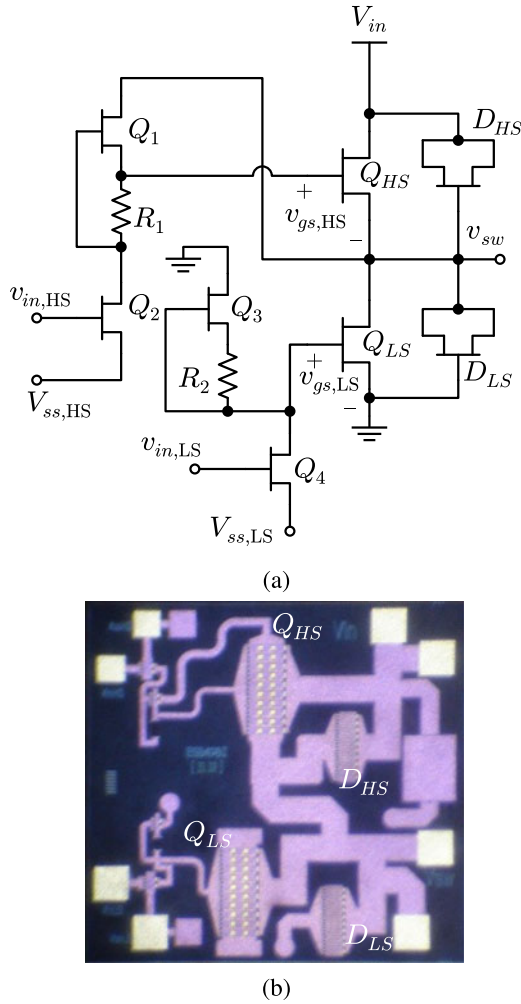 V_in
D_HS
Q_1
Q_HS
+
v_gs,HS
R_1
v_sw
−
v_in,HS
Q_2
Q_3
Q_LS
+
R_2
v_gs,LS
D_LS
V_ss,HS
−
v_in,LS
Q_4
V_ss,LS
(a)
Q_HS
Vin
D_HS
Q_LS
D_LS
(b)